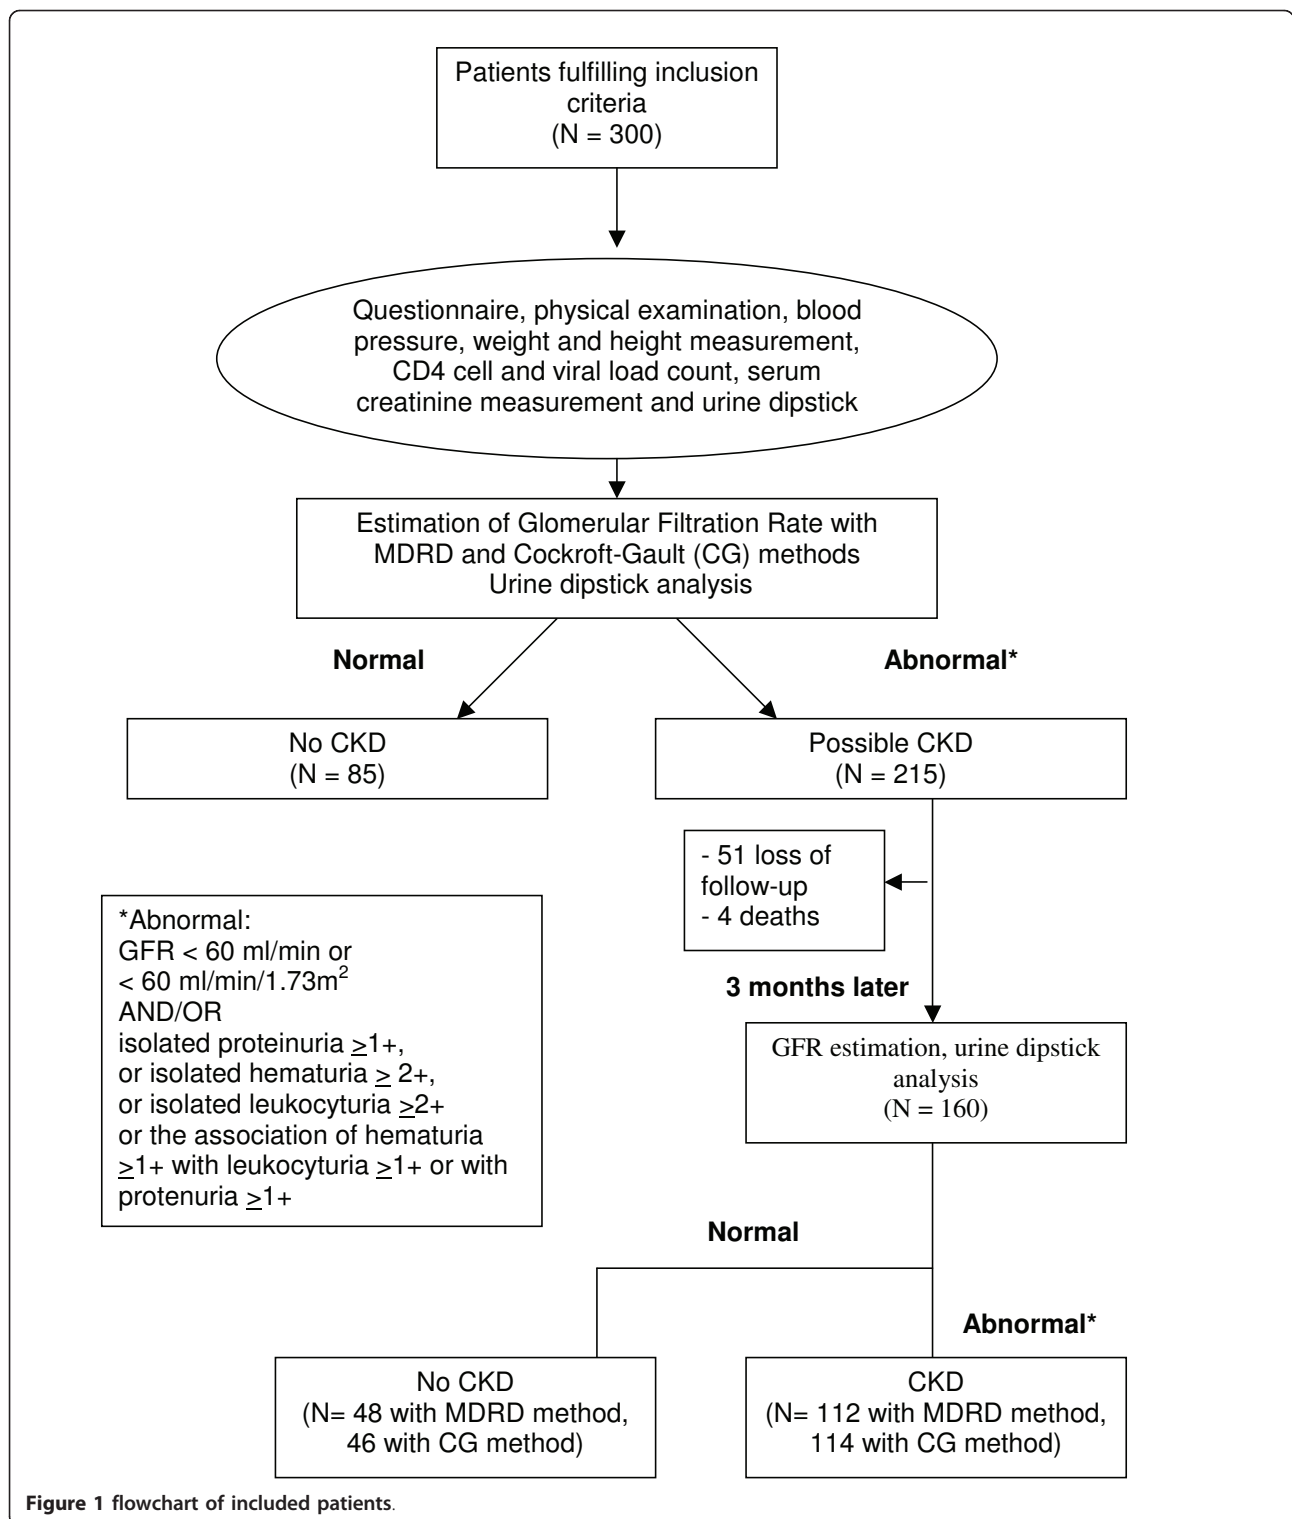 Patients fulfilling inclusion
criteria
(N = 300)
Questionnaire, physical examination, blood
pressure, weight and height measurement,
CD4 cell and viral load count, serum
creatinine measurement and urine dipstick
Estimation of Glomerular Filtration Rate with
MDRD and Cockroft-Gault (CG) methods
Urine dipstick analysis
Normal
Abnormal*
No CKD
(N = 85)
Possible CKD
(N = 215)
- 51 loss of
follow-up
- 4 deaths
*Abnormal:
GFR < 60 ml/min or
< 60 ml/min/1.73m²
AND/OR
isolated proteinuria ≥1+,
or isolated hematuria ≥ 2+,
or isolated leukocyturia ≥2+
or the association of hematuria
≥1+ with leukocyturia ≥1+ or with
protenuria ≥1+
3 months later
GFR estimation, urine dipstick
analysis
(N = 160)
Normal
Abnormal*
No CKD
(N= 48 with MDRD method,
46 with CG method)
CKD
(N= 112 with MDRD method,
114 with CG method)
Figure 1 flowchart of included patients.